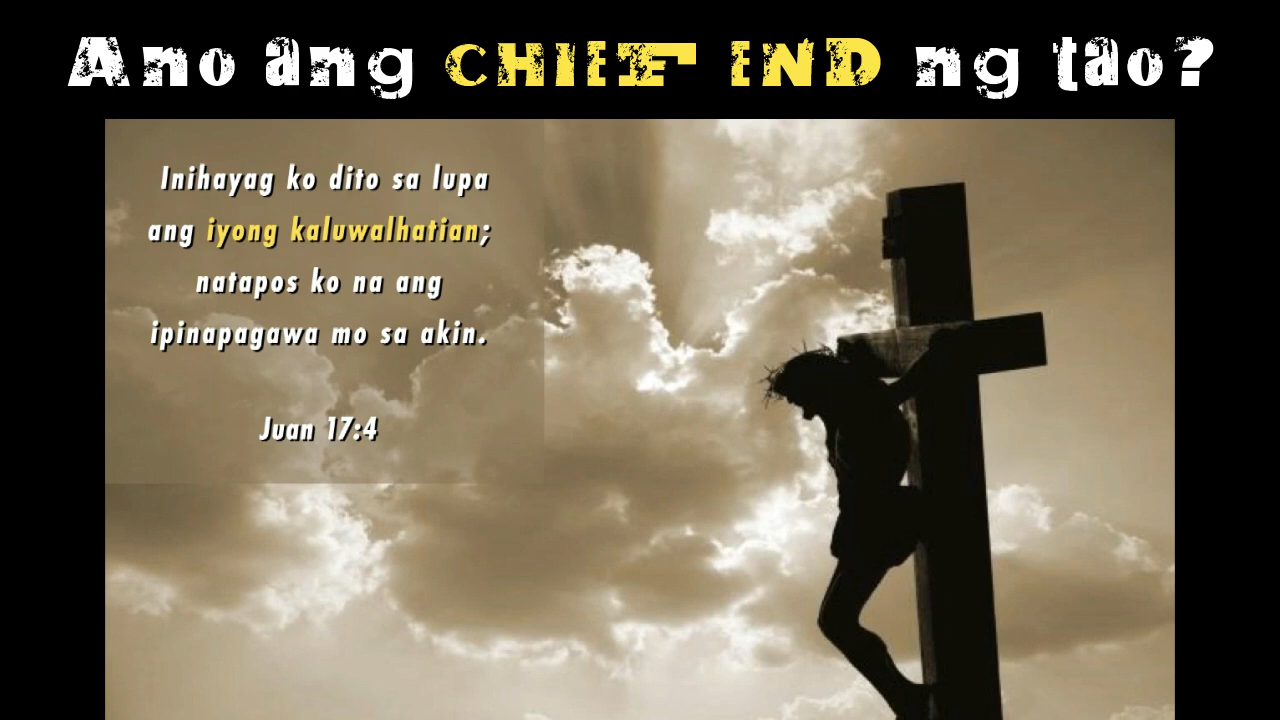 Ano ang CHIEF END ng tao?
Inihayag ko dito sa lupa
ang iyong kaluwalhatian;
natapos ko na ang
ipinapagawa mo sa akin.
Juan 17:4